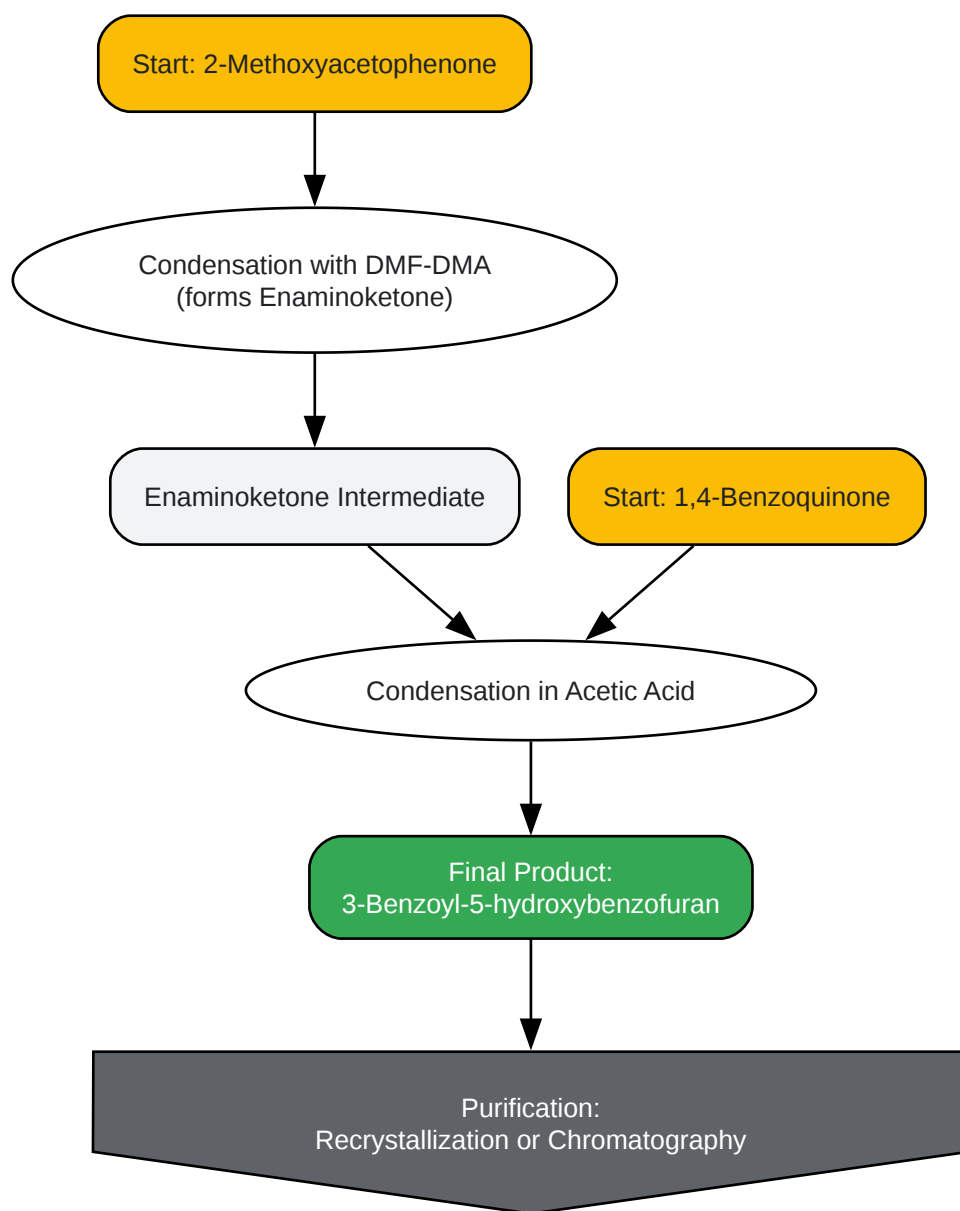 Start: 2-Methoxyacetophenone
Condensation with DMF-DMA
(forms Enaminoketone)
Enaminoketone Intermediate
Start: 1,4-Benzoquinone
Condensation in Acetic Acid
Final Product:
3-Benzoyl-5-hydroxybenzofuran
Purification:
Recrystallization or Chromatography